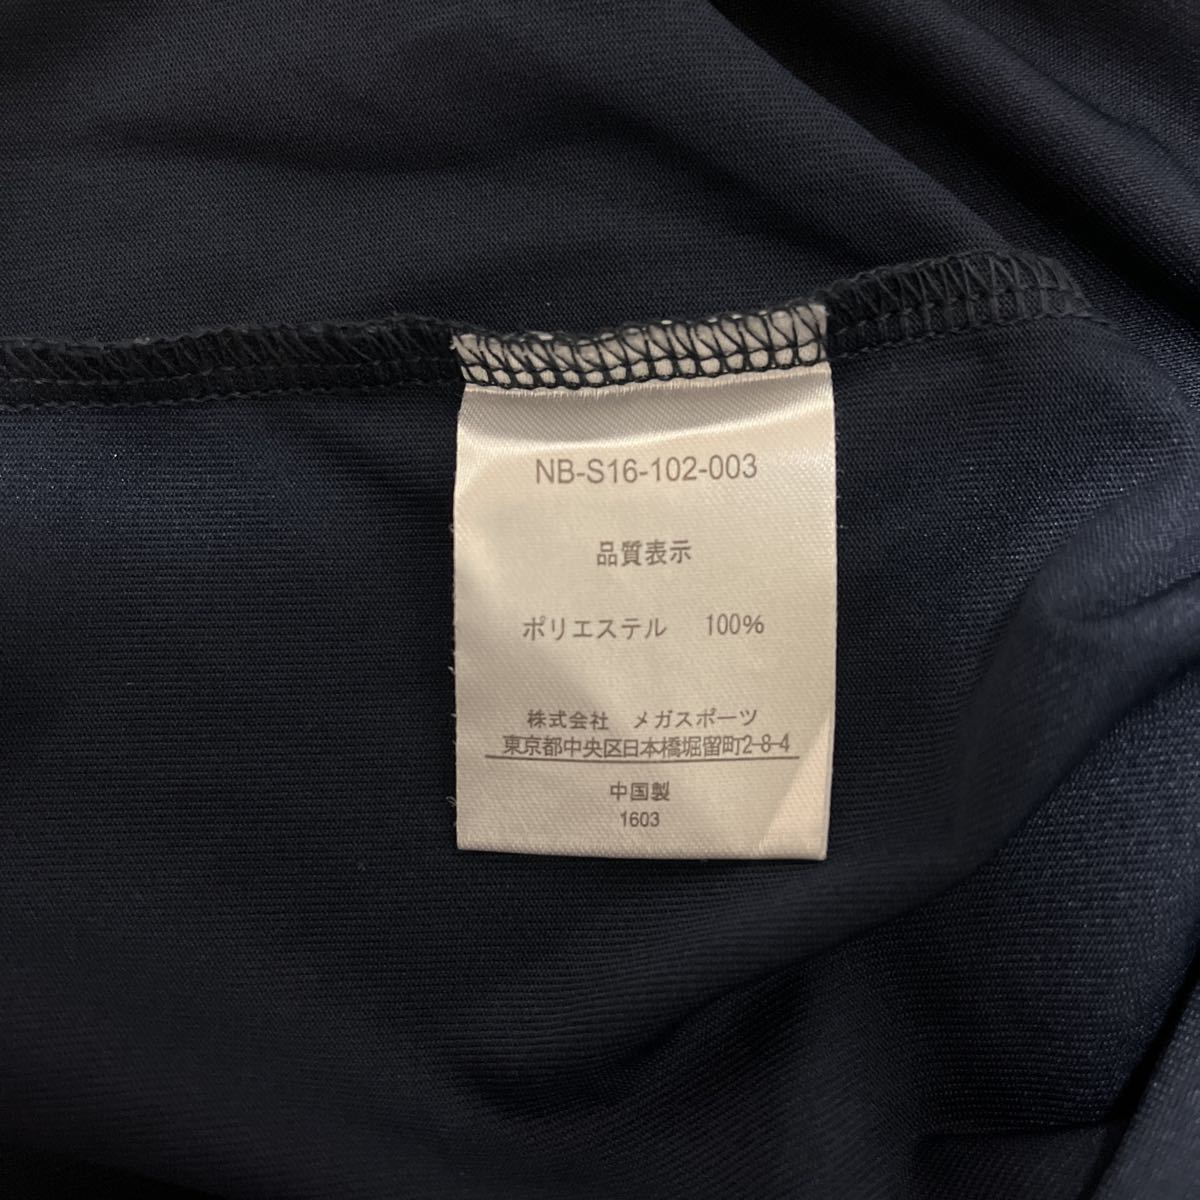 NB-S16-102-003
品質表示
ポリエステル 100%
株式会社 メガスポーツ
東京都中央区日本橋堀留町2-8-4
中国製
1603